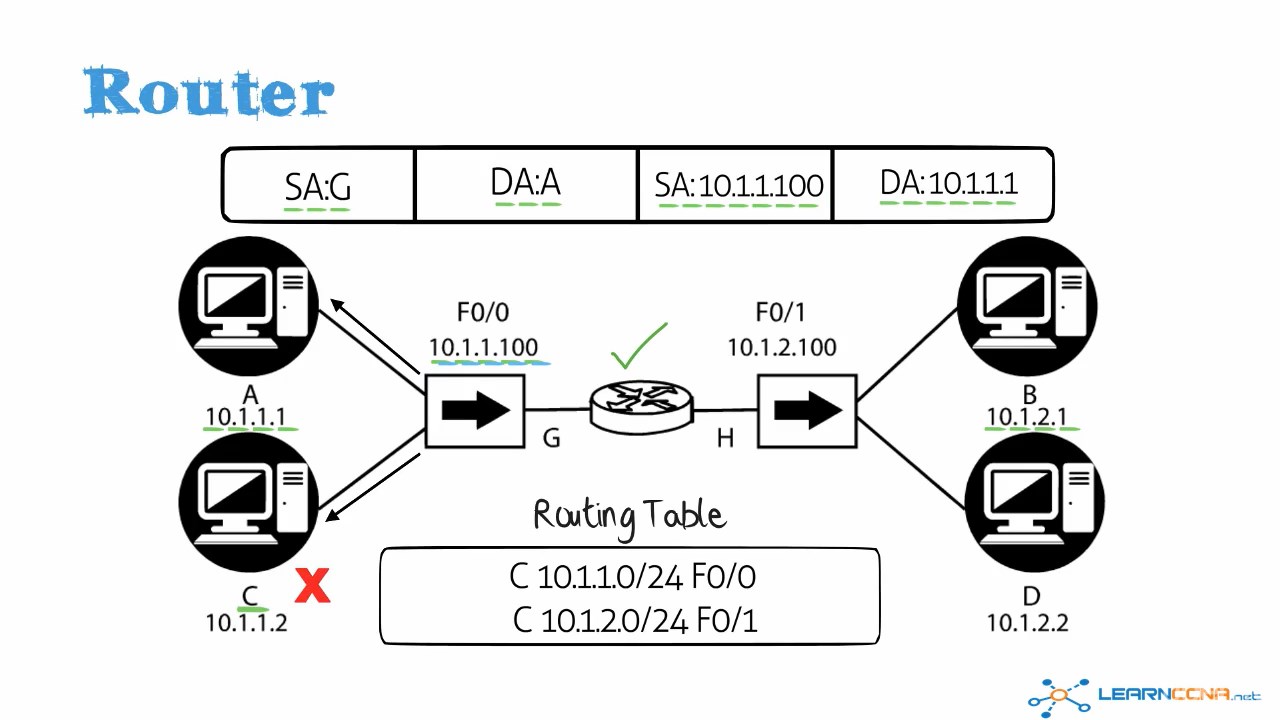 Router
SA:G DA:A SA:10.1.1.100 DA:10.1.1.1
F0/0 F0/1
10.1.1.100 10.1.2.100
A B
10.1.1.1 10.1.2.1
G H
Routing Table
C 10.1.1.0/24 F0/0
C 10.1.2.0/24 F0/1
C X D
10.1.1.2 10.1.2.2
LEARNCCNA.net